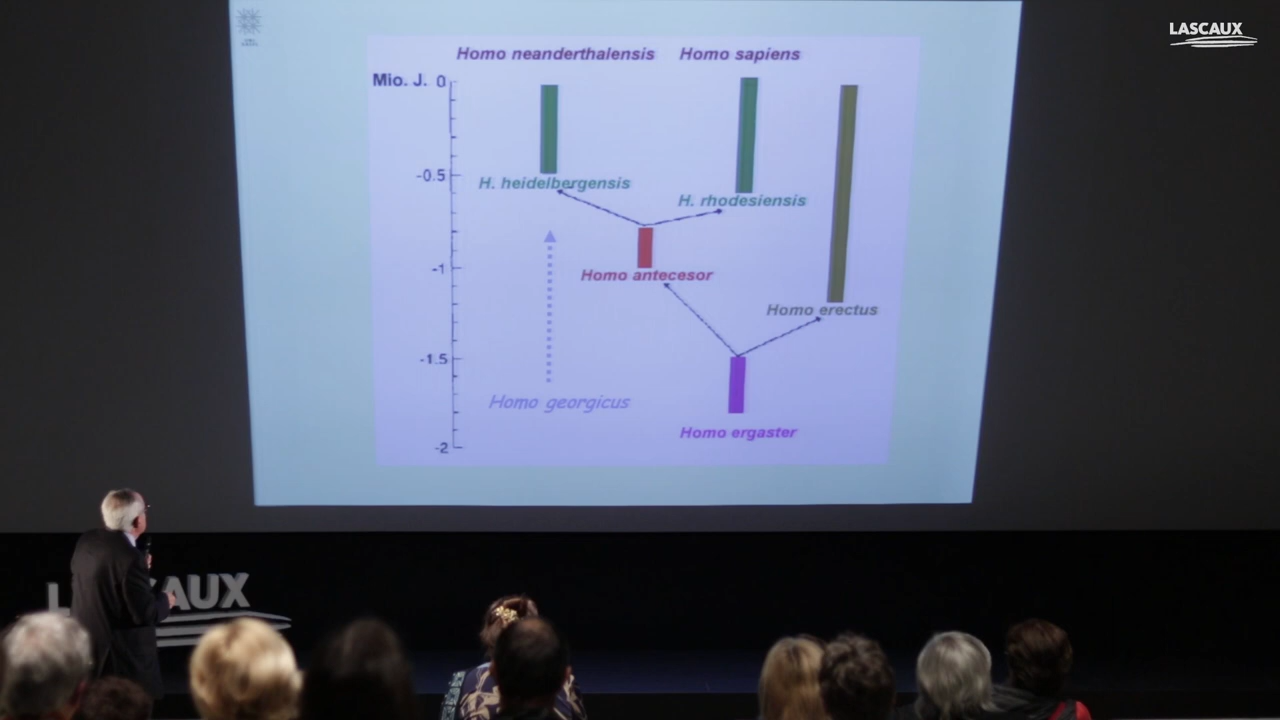 LASCAUX
Homo neanderthalensis Homo sapiens
Mio. J. 0
-0.5
H. heidelbergensis
H. rhodesiensis
-1
Homo antecesor
Homo erectus
-1.5
Homo georgicus
Homo ergaster
-2